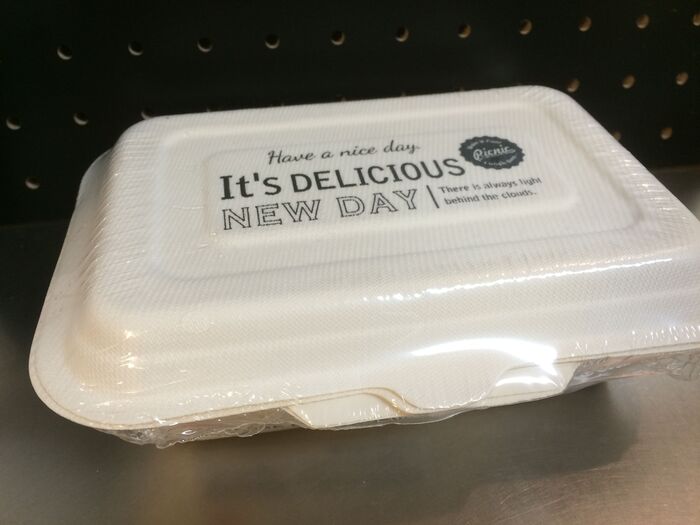 Have a nice day.
It's DELICIOUS
NEW DAY
There is always light
behind the clouds.
Picnic